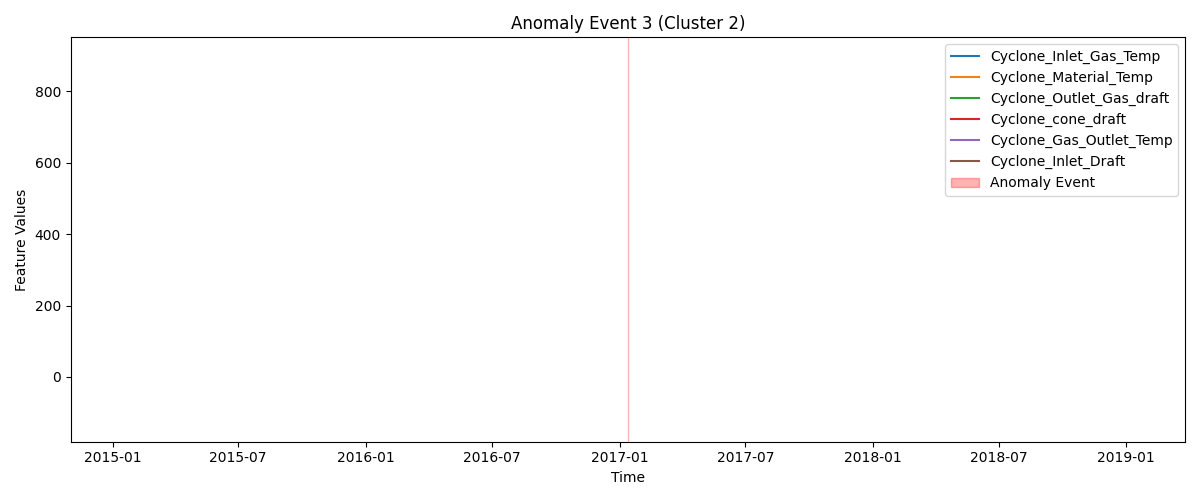 Anomaly Event 3 (Cluster 2)
Cyclone_Inlet_Gas_Temp
Cyclone_Material_Temp
Cyclone_Outlet_Gas_draft
Cyclone_cone_draft
Cyclone_Gas_Outlet_Temp
Cyclone_Inlet_Draft
Anomaly Event
Feature Values
800
600
400
200
0
2015-01
2015-07
2016-01
2016-07
2017-01
2017-07
2018-01
2018-07
2019-01
Time